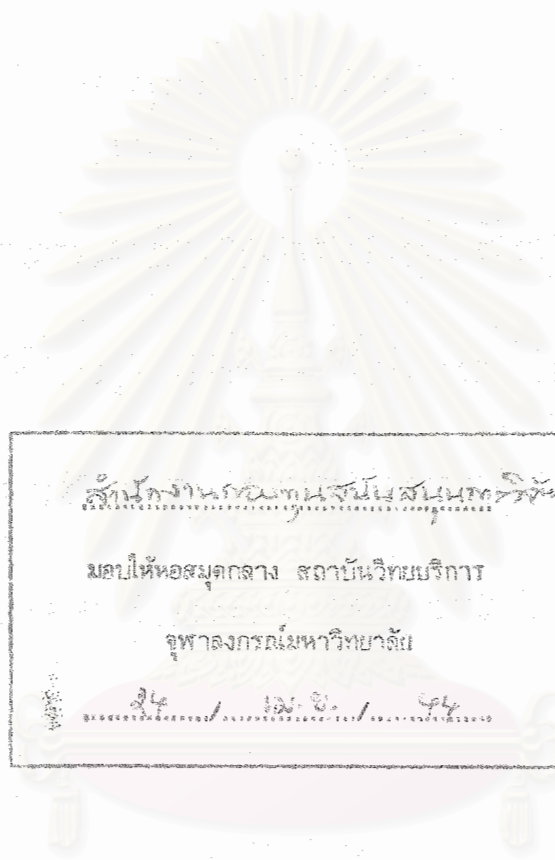 สำนักงานกองทุนสนับสนุนการวิจัย
มอบให้หอสมุดกลาง สถาบันวิทยบริการ
จุฬาลงกรณ์มหาวิทยาลัย
24 / เม.ย. / 44